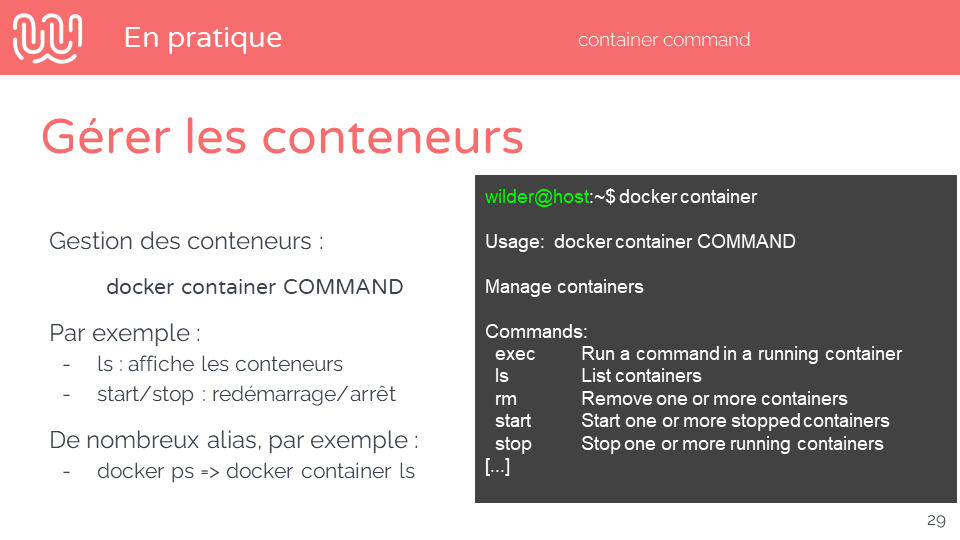 En pratique
container command
Gérer les conteneurs
Gestion des conteneurs :
docker container COMMAND
Par exemple :
- ls : affiche les conteneurs
- start/stop : redémarrage/arrêt
De nombreux alias, par exemple :
- docker ps => docker container ls
wilder@host:~$ docker container
Usage: docker container COMMAND
Manage containers
Commands:
exec Run a command in a running container
ls List containers
rm Remove one or more containers
start Start one or more stopped containers
stop Stop one or more running containers
[...]
29